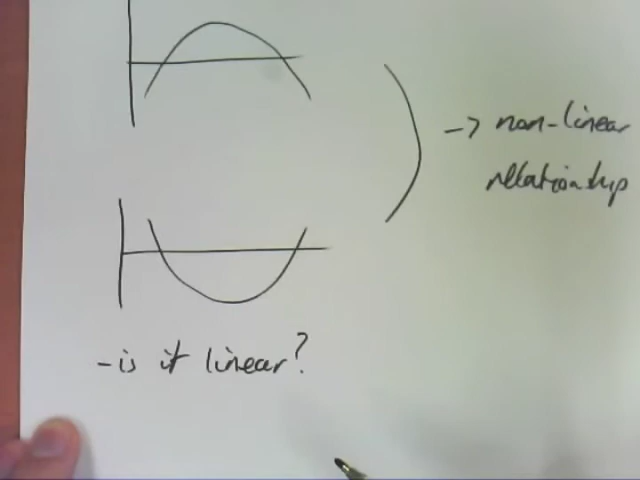 -> non-linear
relationship
- is it linear?